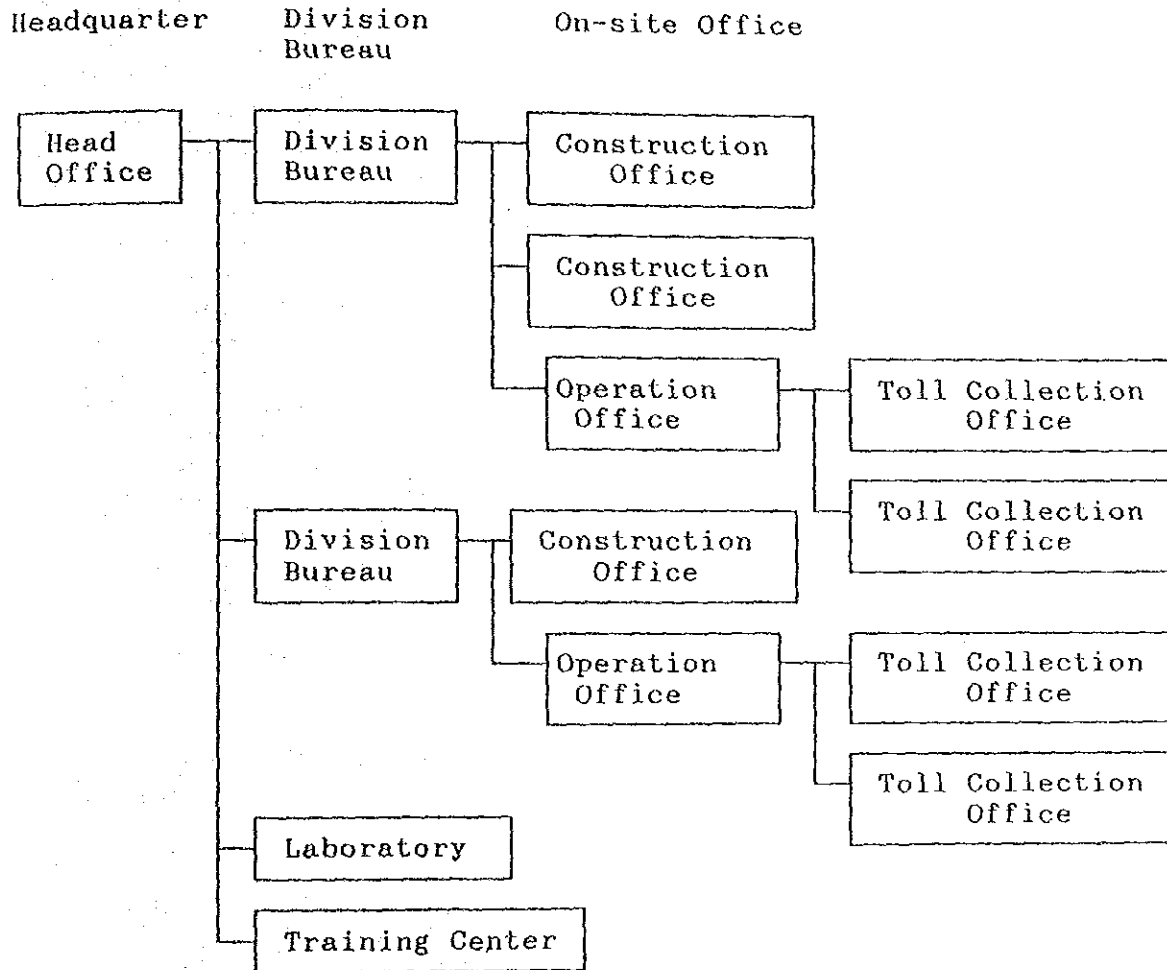 Headquarter
Division
Bureau
On-site Office
Head
Office
Division
Bureau
Construction
Office
Construction
Office
Operation
Office
Toll Collection
Office
Toll Collection
Office
Division
Bureau
Construction
Office
Operation
Office
Toll Collection
Office
Toll Collection
Office
Laboratory
Training Center